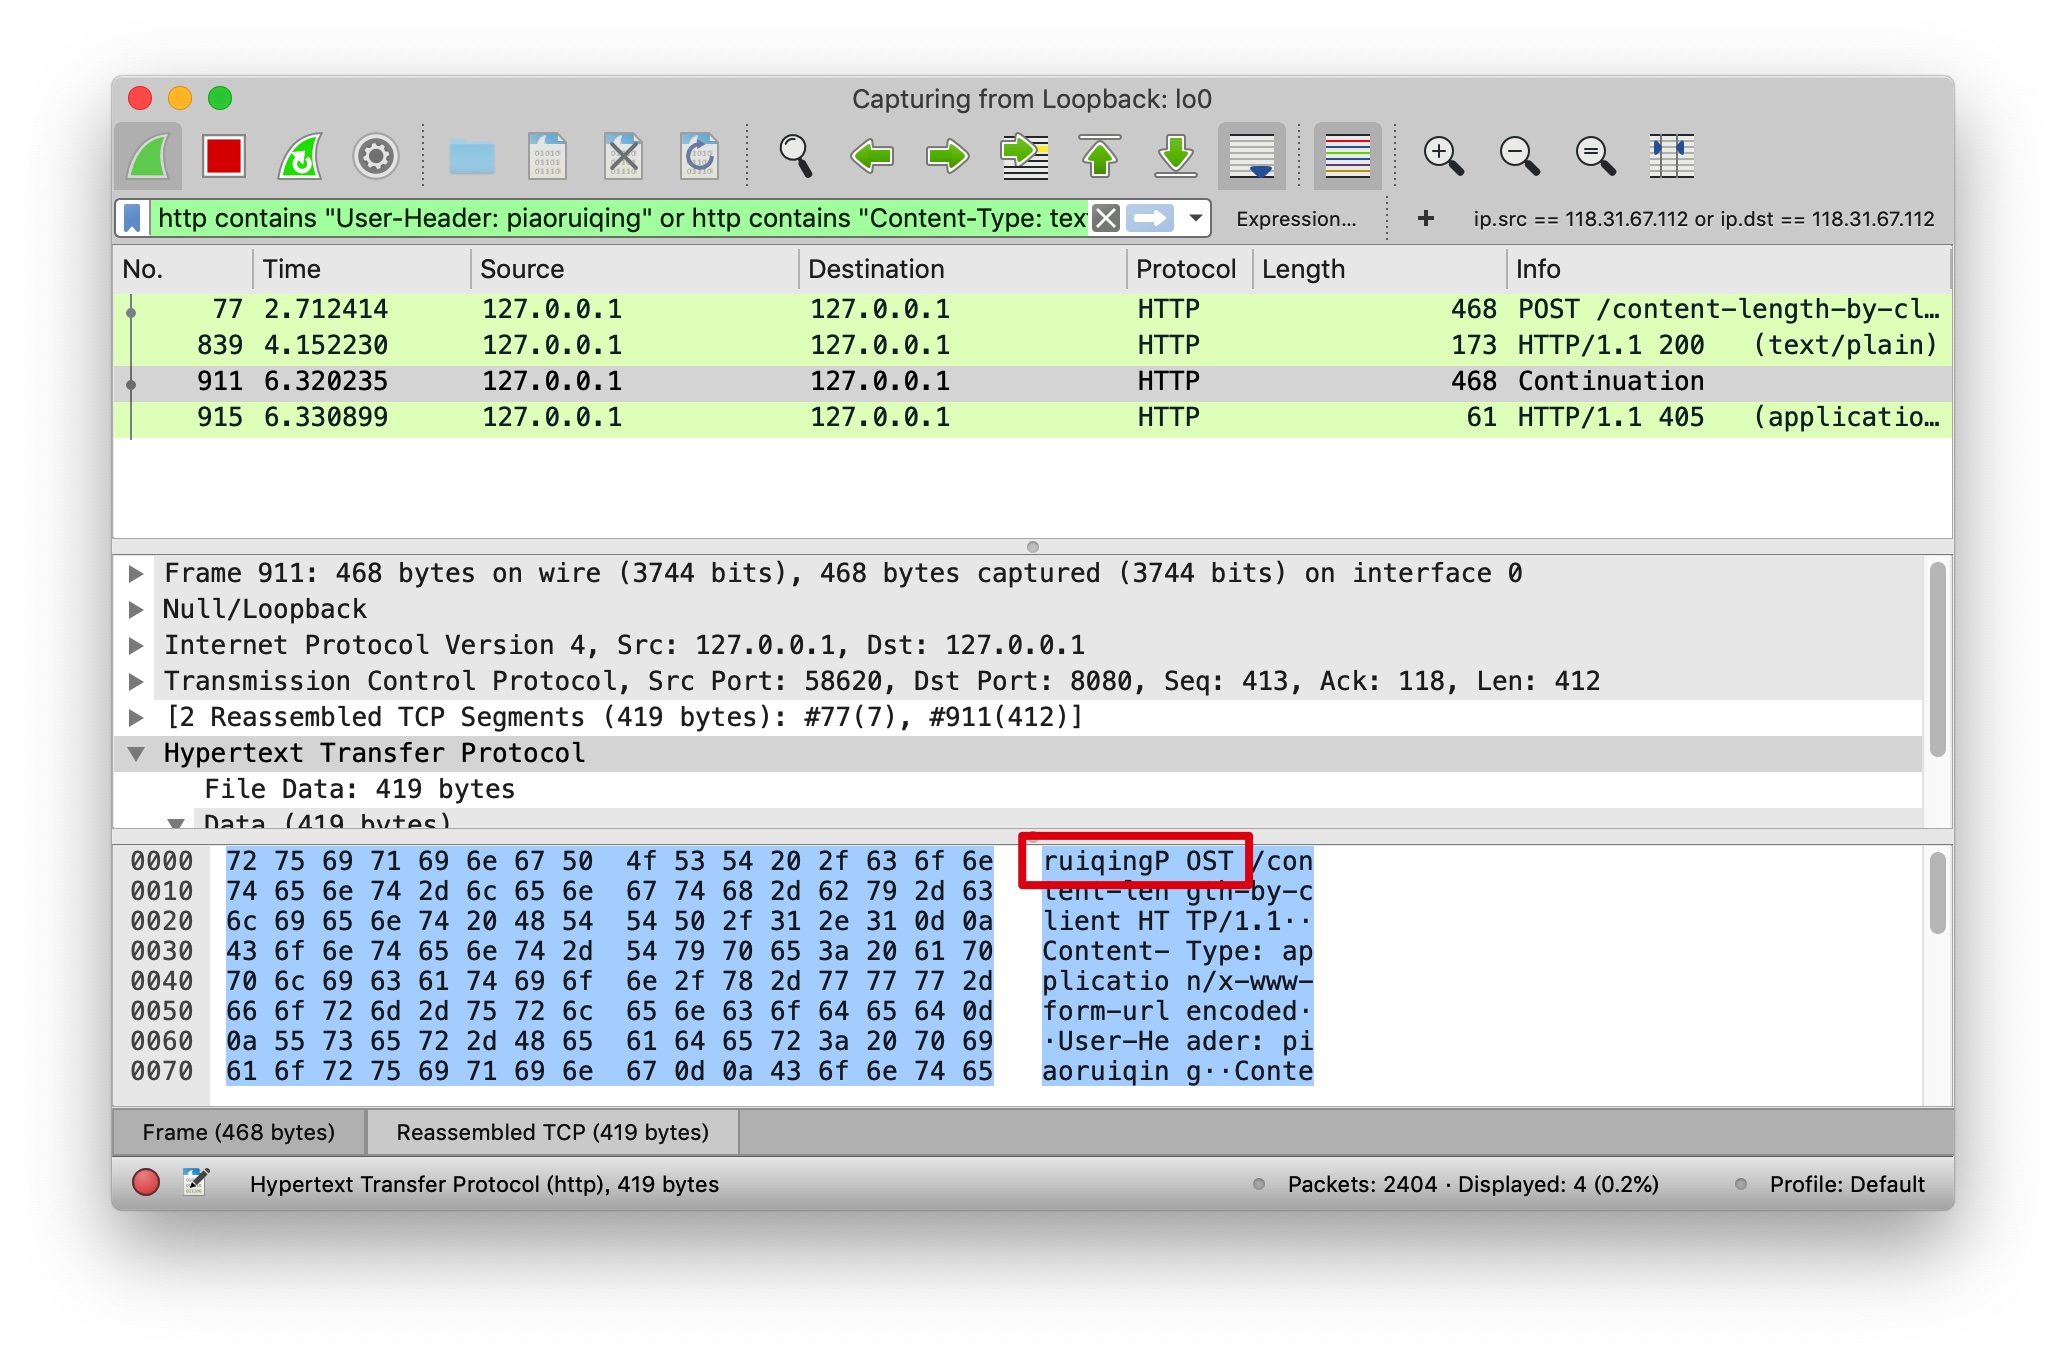 Capturing from Loopback: lo0
http contains "User-Header: piaoruiqing" or http contains "Content-Type: tex
Expression...
+
ip.src == 118.31.67.112 or ip.dst == 118.31.67.112
No. Time Source Destination Protocol Length Info
77 2.712414 127.0.0.1 127.0.0.1 HTTP 468 POST /content-length-by-cl…
839 4.152230 127.0.0.1 127.0.0.1 HTTP 173 HTTP/1.1 200 (text/plain)
911 6.320235 127.0.0.1 127.0.0.1 HTTP 468 Continuation
915 6.330899 127.0.0.1 127.0.0.1 HTTP 61 HTTP/1.1 405 (applicatio…
Frame 911: 468 bytes on wire (3744 bits), 468 bytes captured (3744 bits) on interface 0
Null/Loopback
Internet Protocol Version 4, Src: 127.0.0.1, Dst: 127.0.0.1
Transmission Control Protocol, Src Port: 58620, Dst Port: 8080, Seq: 413, Ack: 118, Len: 412
[2 Reassembled TCP Segments (419 bytes): #77(7), #911(412)]
Hypertext Transfer Protocol
File Data: 419 bytes
Data (419 bytes)
0000 72 75 69 71 69 6e 67 50 4f 53 54 20 2f 63 6f 6e ruiqingP OST /con
0010 74 65 6e 74 2d 6c 65 6e 67 74 68 2d 62 79 2d 63 tent-len gth-by-c
0020 6c 69 65 6e 74 20 48 54 54 50 2f 31 2e 31 0d 0a lient HT TP/1.1··
0030 43 6f 6e 74 65 6e 74 2d 54 79 70 65 3a 20 61 70 Content- Type: ap
0040 70 6c 69 63 61 74 69 6f 6e 2f 78 2d 77 77 77 2d plicatio n/x-www-
0050 66 6f 72 6d 2d 75 72 6c 65 6e 63 6f 64 65 64 0d form-url encoded·
0060 0a 55 73 65 72 2d 48 65 61 64 65 72 3a 20 70 69 ·User-He ader: pi
0070 61 6f 72 75 69 71 69 6e 67 0d 0a 43 6f 6e 74 65 aoruiqin g··Conte
Frame (468 bytes) Reassembled TCP (419 bytes)
Hypertext Transfer Protocol (http), 419 bytes
Packets: 2404 · Displayed: 4 (0.2%)
Profile: Default